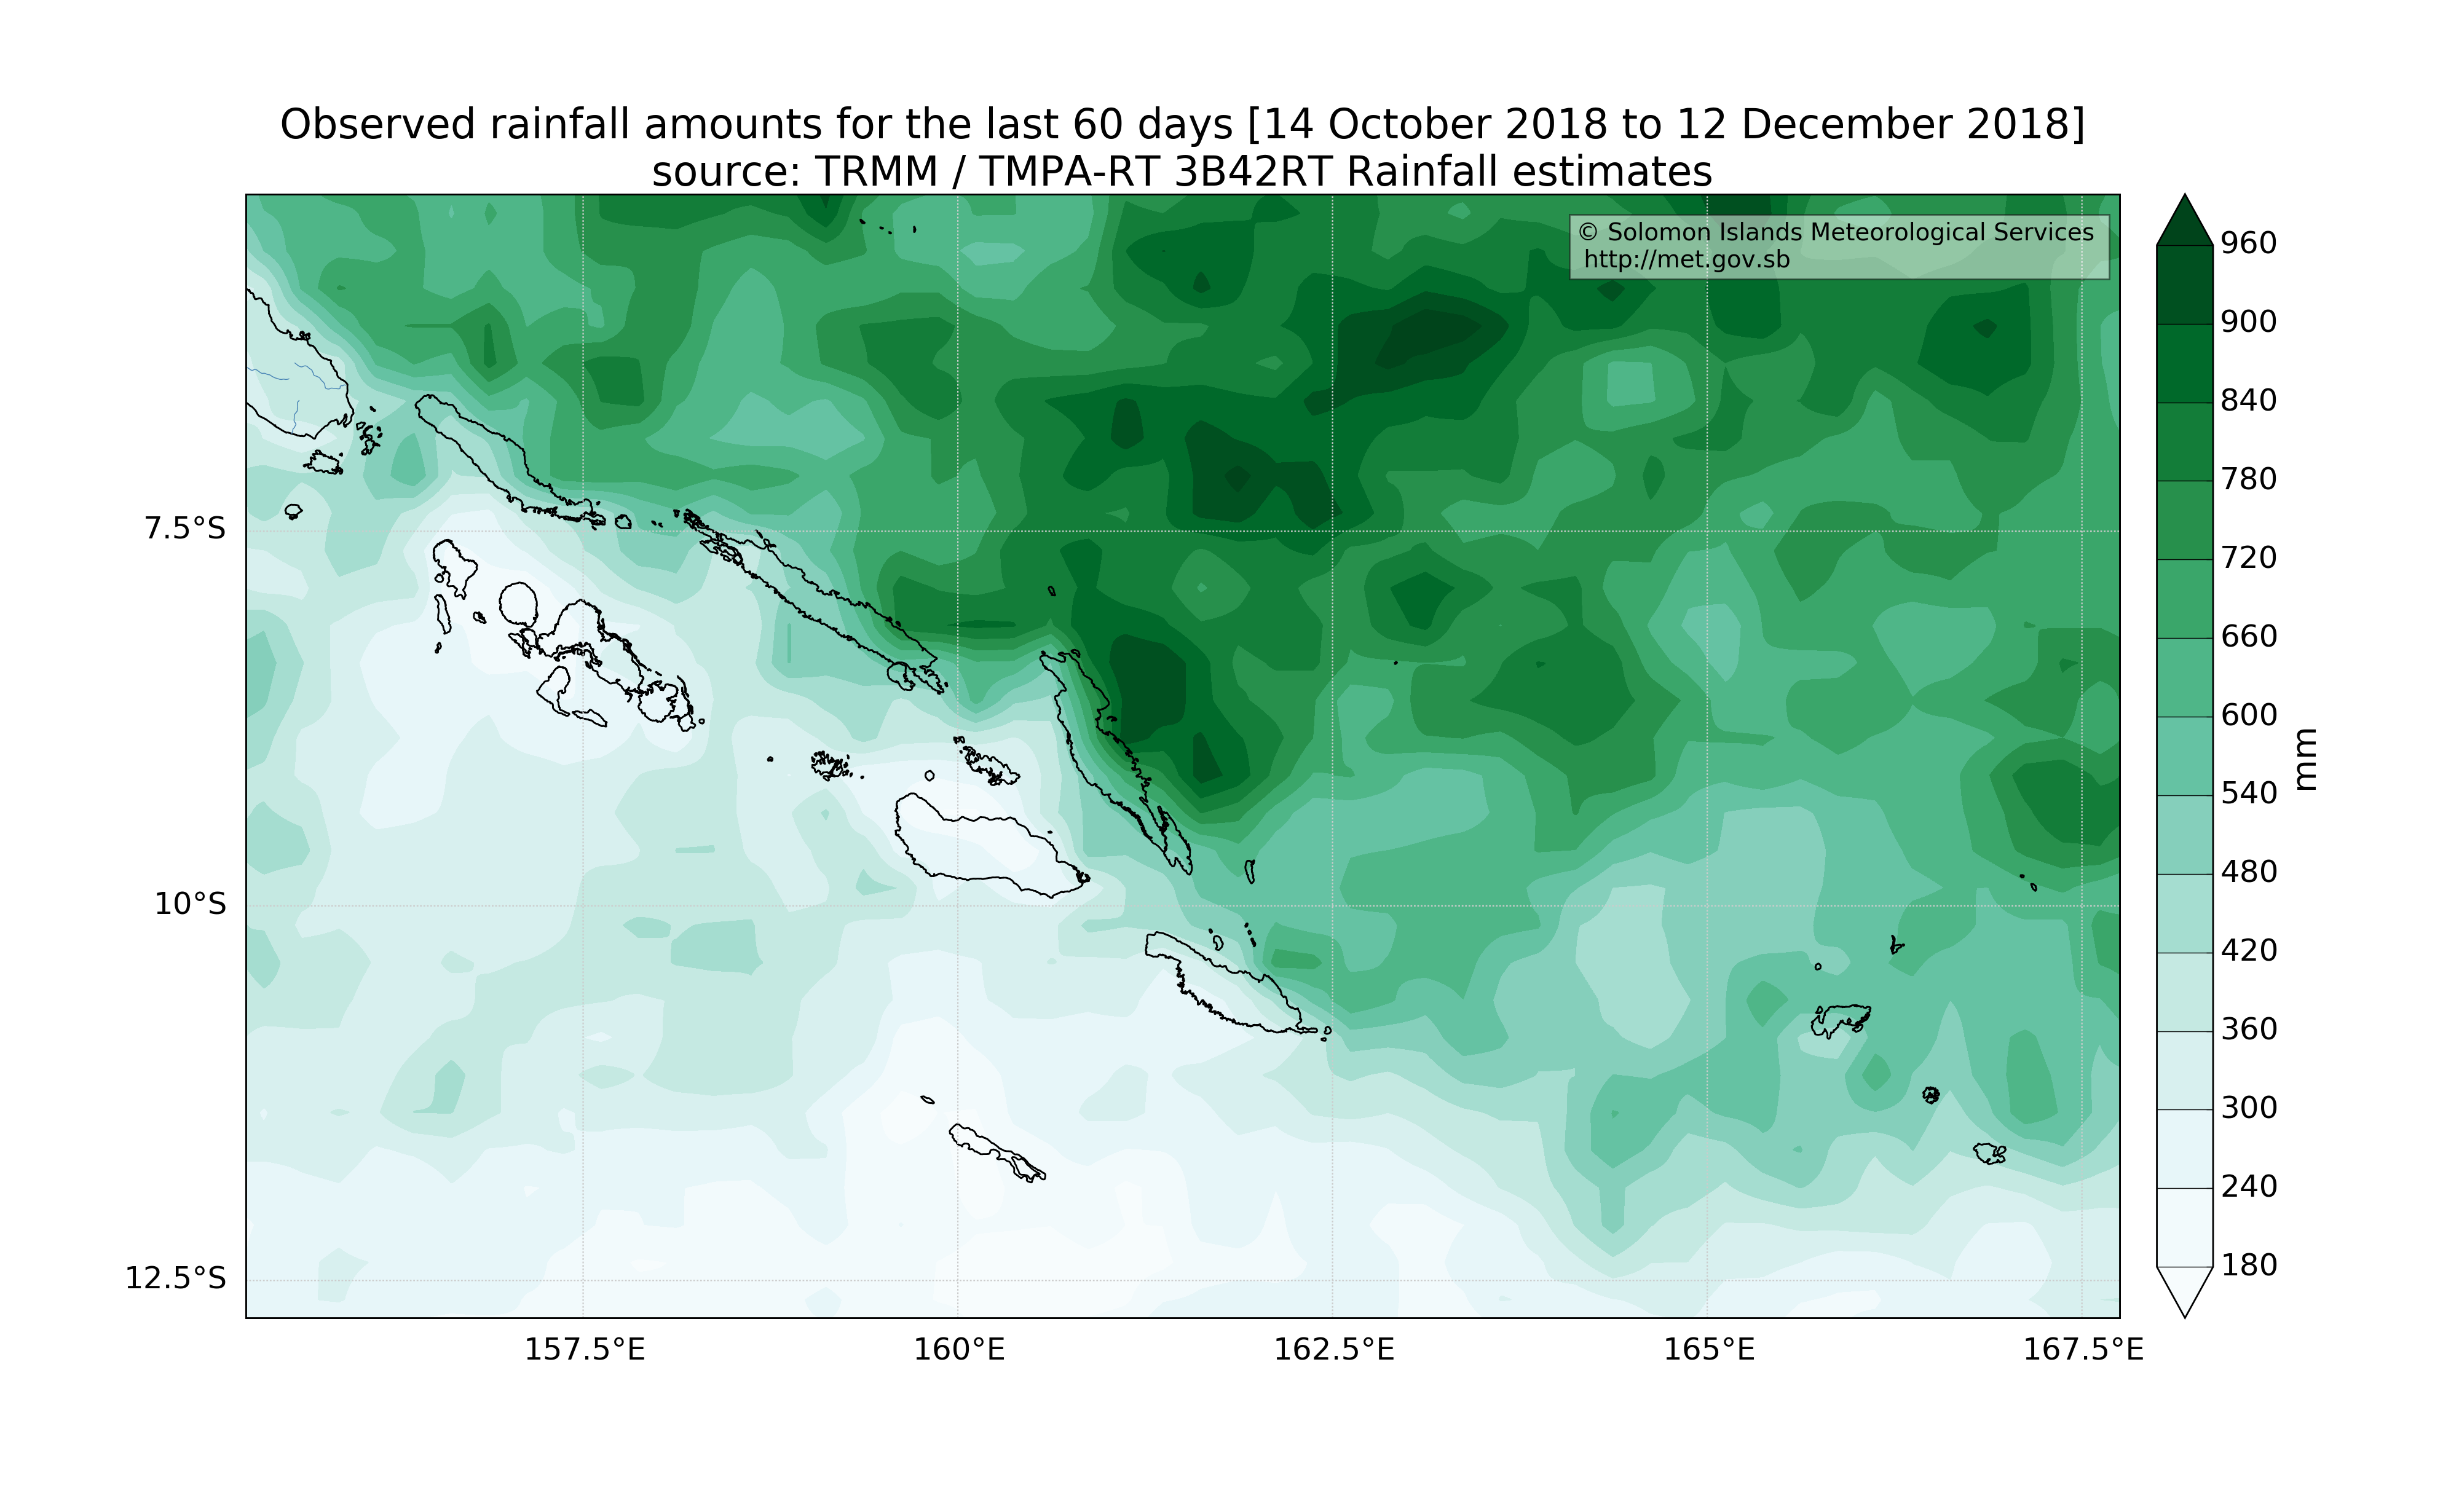 Observed rainfall amounts for the last 60 days [14 October 2018 to 12 December 2018]
source: TRMM / TMPA-RT 3B42RT Rainfall estimates
© Solomon Islands Meteorological Services
http://met.gov.sb
7.5°S
10°S
12.5°S
157.5°E
160°E
162.5°E
165°E
167.5°E
960
900
840
780
720
660
600
540
480
420
360
300
240
180
mm